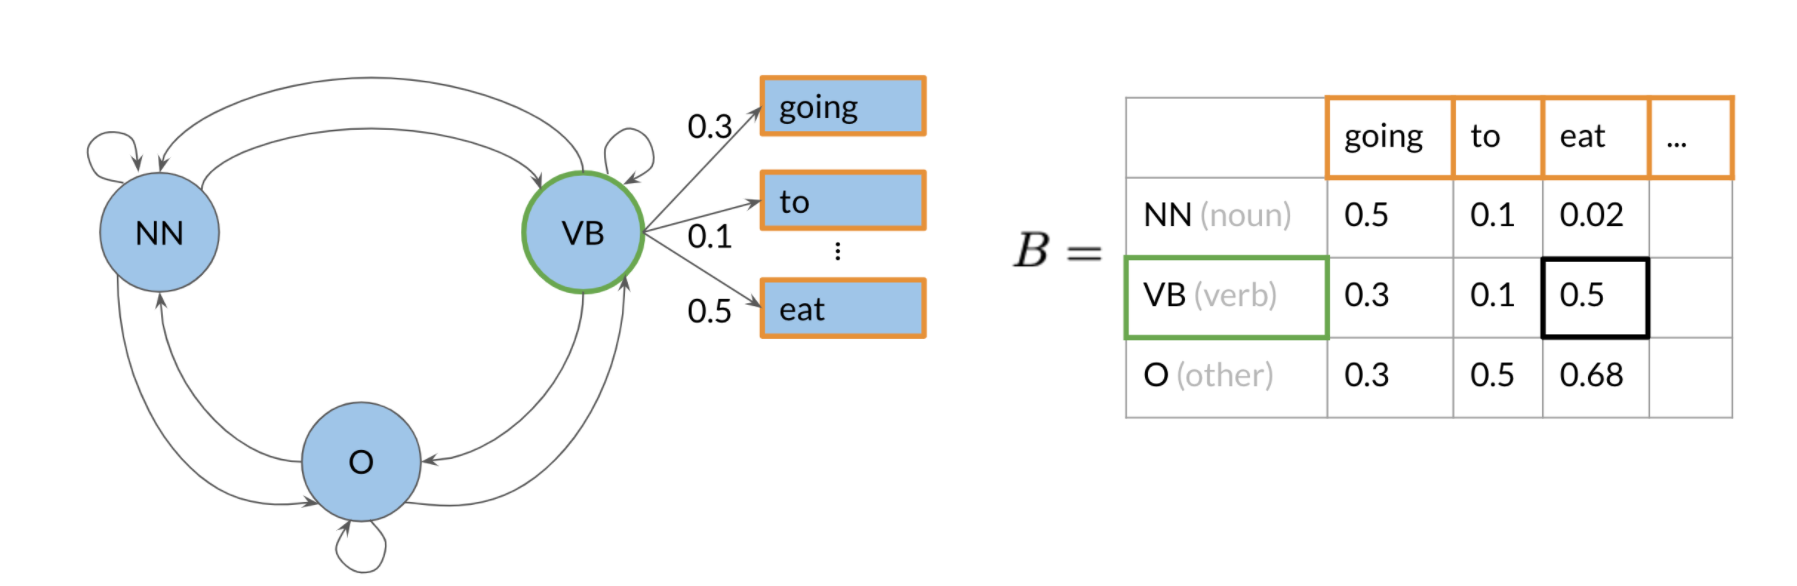 NN
VB
O
0.3
0.1
0.5
going
to
⋮
eat
B =
going to eat ...
NN (noun) 0.5 0.1 0.02
VB (verb) 0.3 0.1 0.5
O (other) 0.3 0.5 0.68